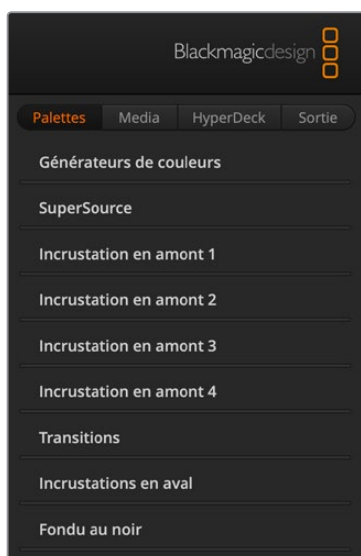 Blackmagicdesign
Palettes Media HyperDeck Sortie
Générateurs de couleurs
SuperSource
Incrustation en amont 1
Incrustation en amont 2
Incrustation en amont 3
Incrustation en amont 4
Transitions
Incrustations en aval
Fondu au noir